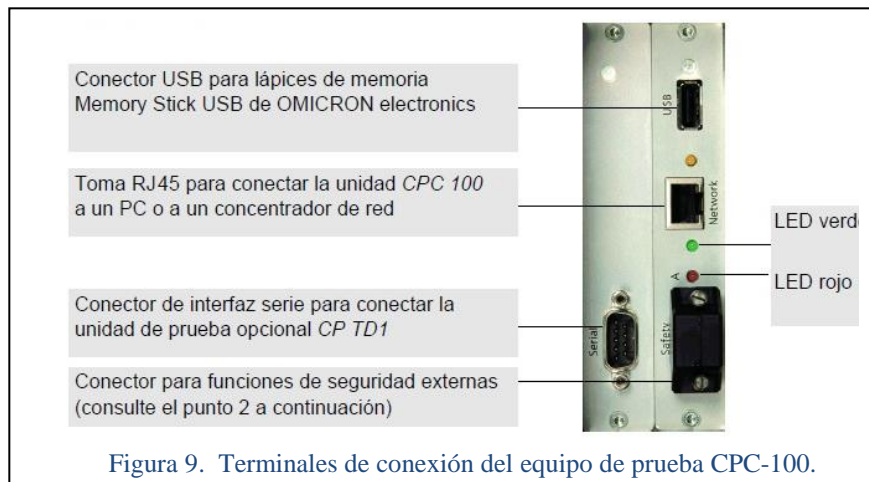 Conector USB para lápices de memoria
Memory Stick USB de OMICRON electronics
Toma RJ45 para conectar la unidad CPC 100
a un PC o a un concentrador de red
Conector de interfaz serie para conectar la
unidad de prueba opcional CP TD1
Conector para funciones de seguridad externas
(consulte el punto 2 a continuación)
USB
Network
A
Serial
Safety
LED verd
LED rojo
Figura 9. Terminales de conexión del equipo de prueba CPC-100.